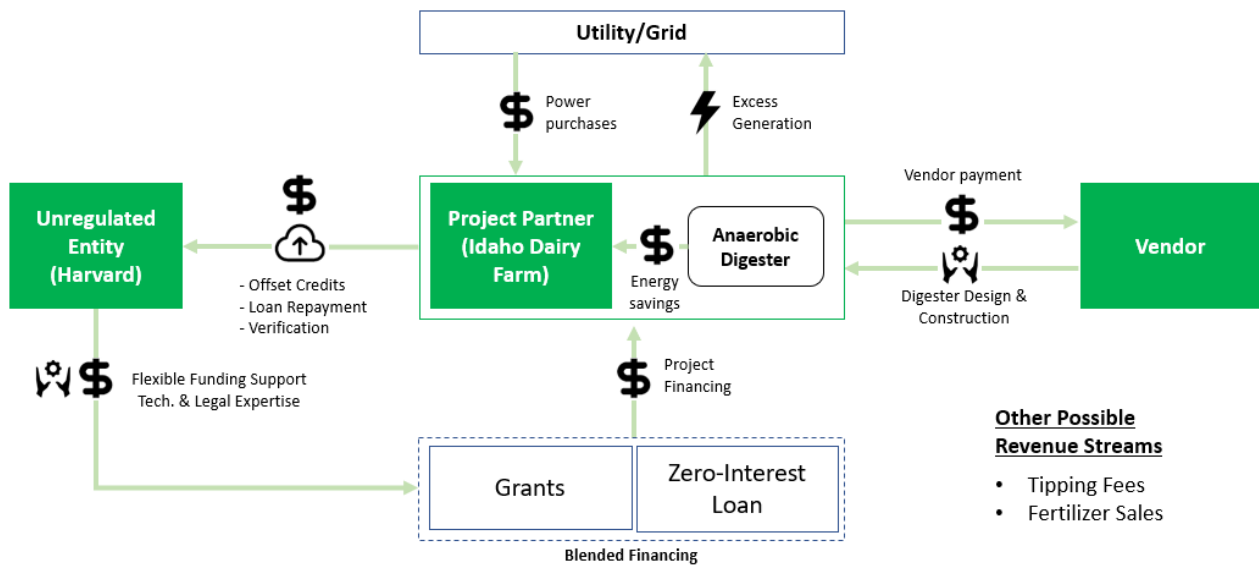 Utility/Grid
Power
purchases
Excess
Generation
Unregulated
Entity
(Harvard)
- Offset Credits
- Loan Repayment
- Verification
Project Partner
(Idaho Dairy
Farm)
Energy
savings
Anaerobic
Digester
Vendor payment
Digester Design &
Construction
Vendor
Flexible Funding Support
Tech. & Legal Expertise
Project
Financing
Grants
Zero-Interest
Loan
Blended Financing
Other Possible
Revenue Streams
• Tipping Fees
• Fertilizer Sales